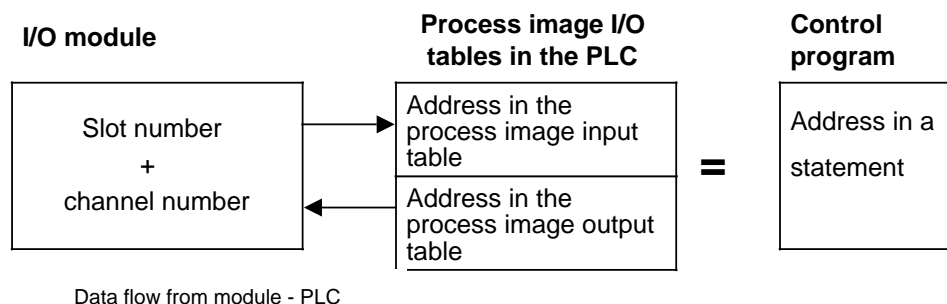 I/O module
Slot number
+
channel number
Process image I/O
tables in the PLC
Address in the
process image input
table
Address in the
process image output
table
=
Control
program
Address in a
statement
Data flow from module - PLC